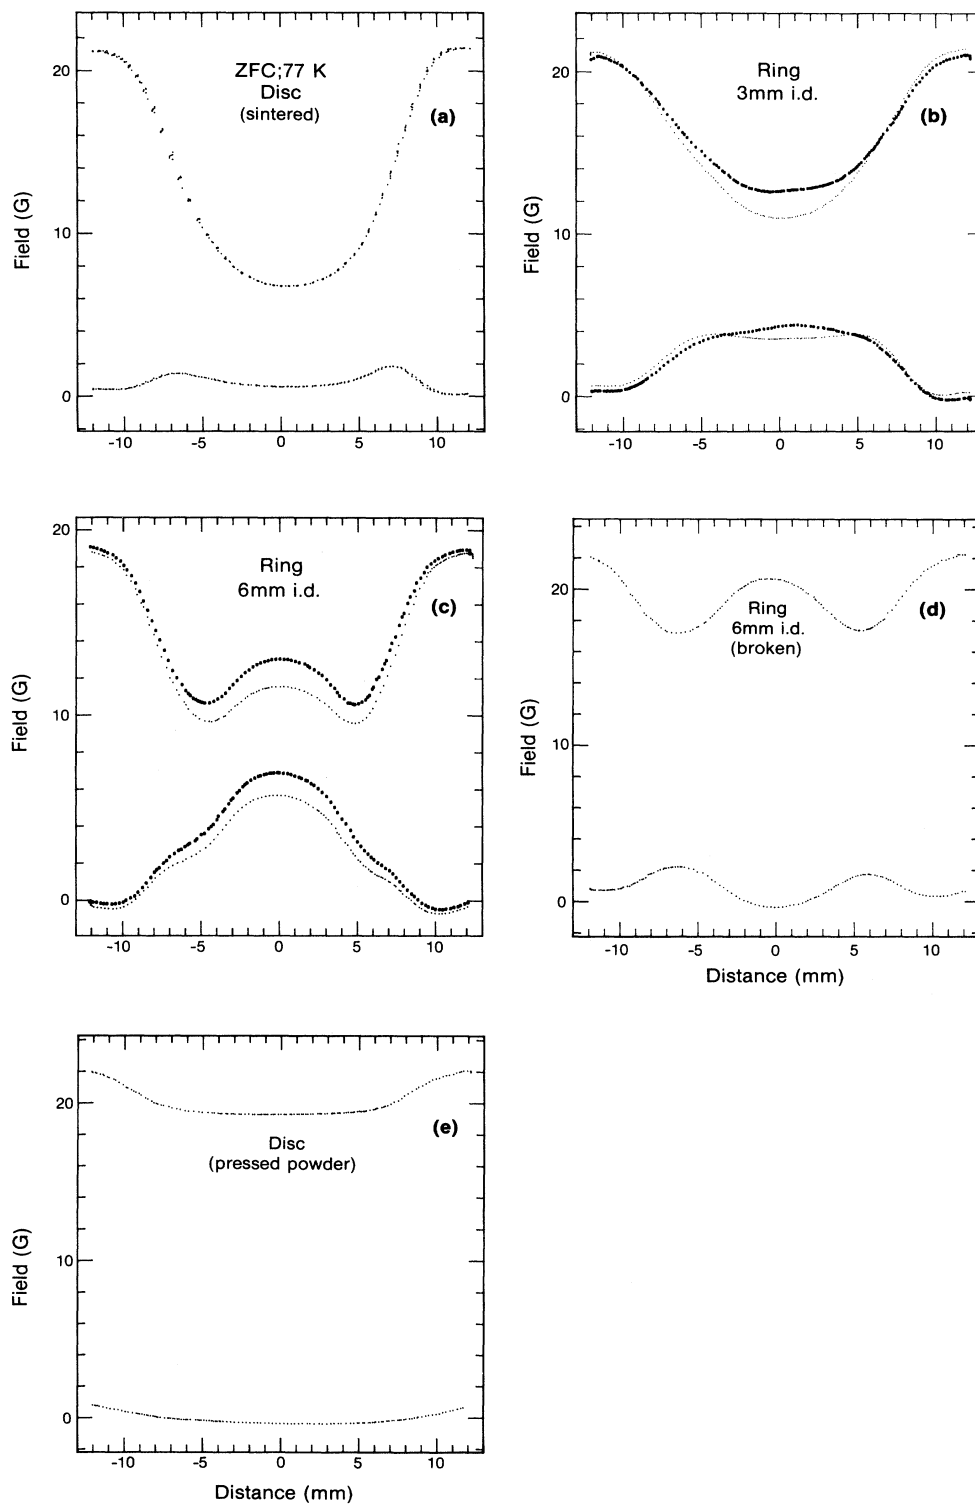 ZFC;77 K
Disc
(sintered)
(a)
20
10
0
Field (G)
-10 -5 0 5 10
Ring
3mm i.d.
(b)
20
10
0
Field (G)
-10 -5 0 5 10
Ring
6mm i.d.
(c)
20
10
0
Field (G)
-10 -5 0 5 10
Ring
6mm i.d.
(broken)
(d)
20
10
0
Field (G)
-10 -5 0 5 10
Distance (mm)
Disc
(pressed powder)
(e)
20
10
0
Field (G)
-10 -5 0 5 10
Distance (mm)